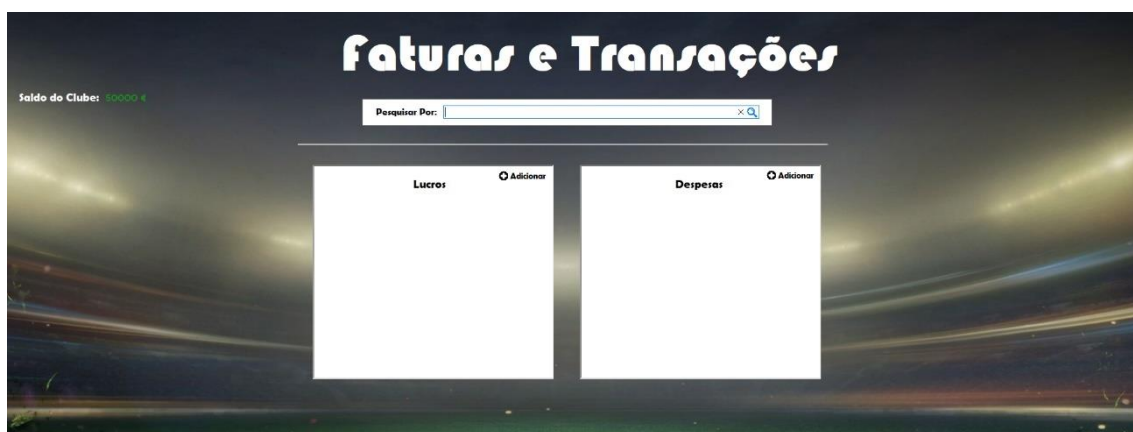 Faturas e Transações
Saldo do Clube: 50000 €
Pesquisar Por:
Lucros
Adicionar
Despesas
Adicionar